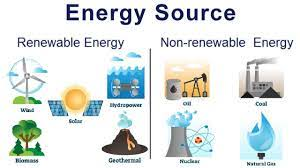 Energy Source
Renewable Energy
Non-renewable Energy
Wind
Solar
Hydropower
Biomass
Geothermal
Oil
Coal
Nuclear
Natural Gas